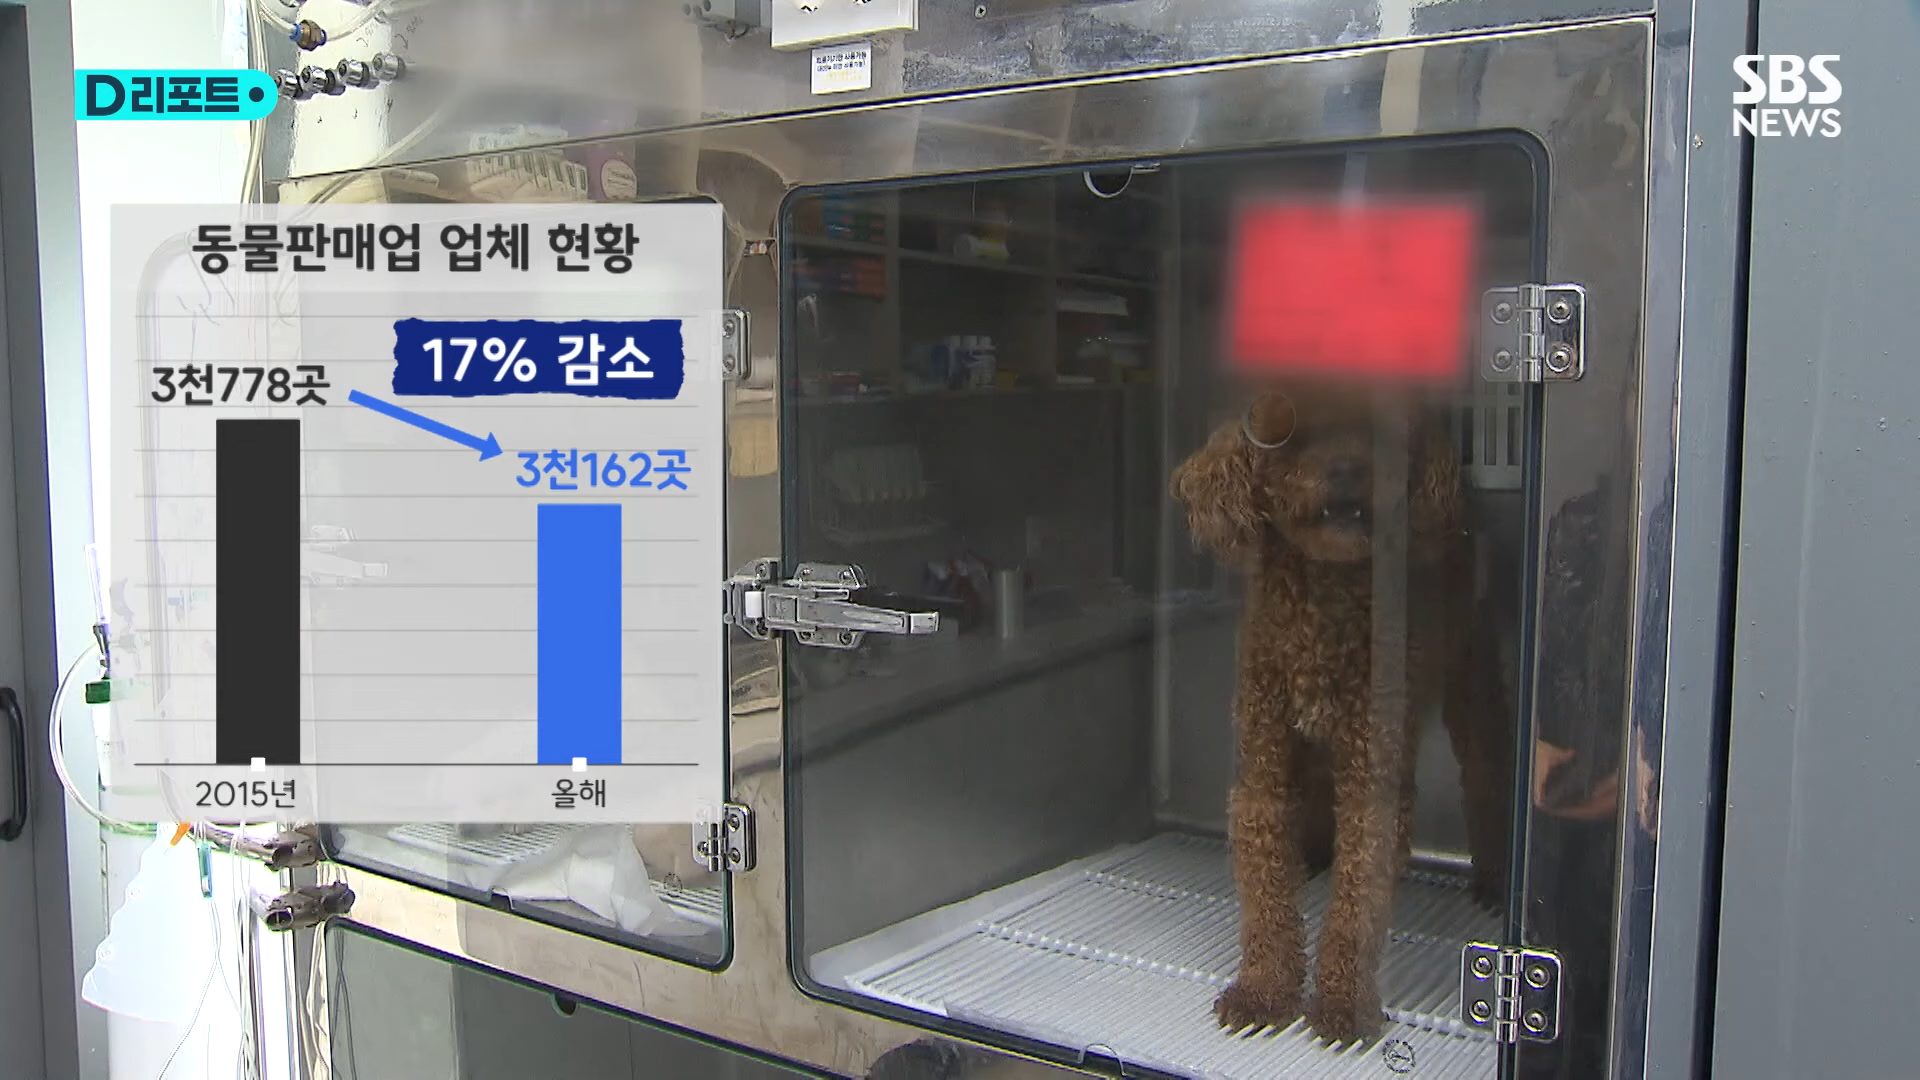 D리포트
SBS
NEWS
동물판매업 업체 현황
17% 감소
3천778곳
3천162곳
2015년
올해